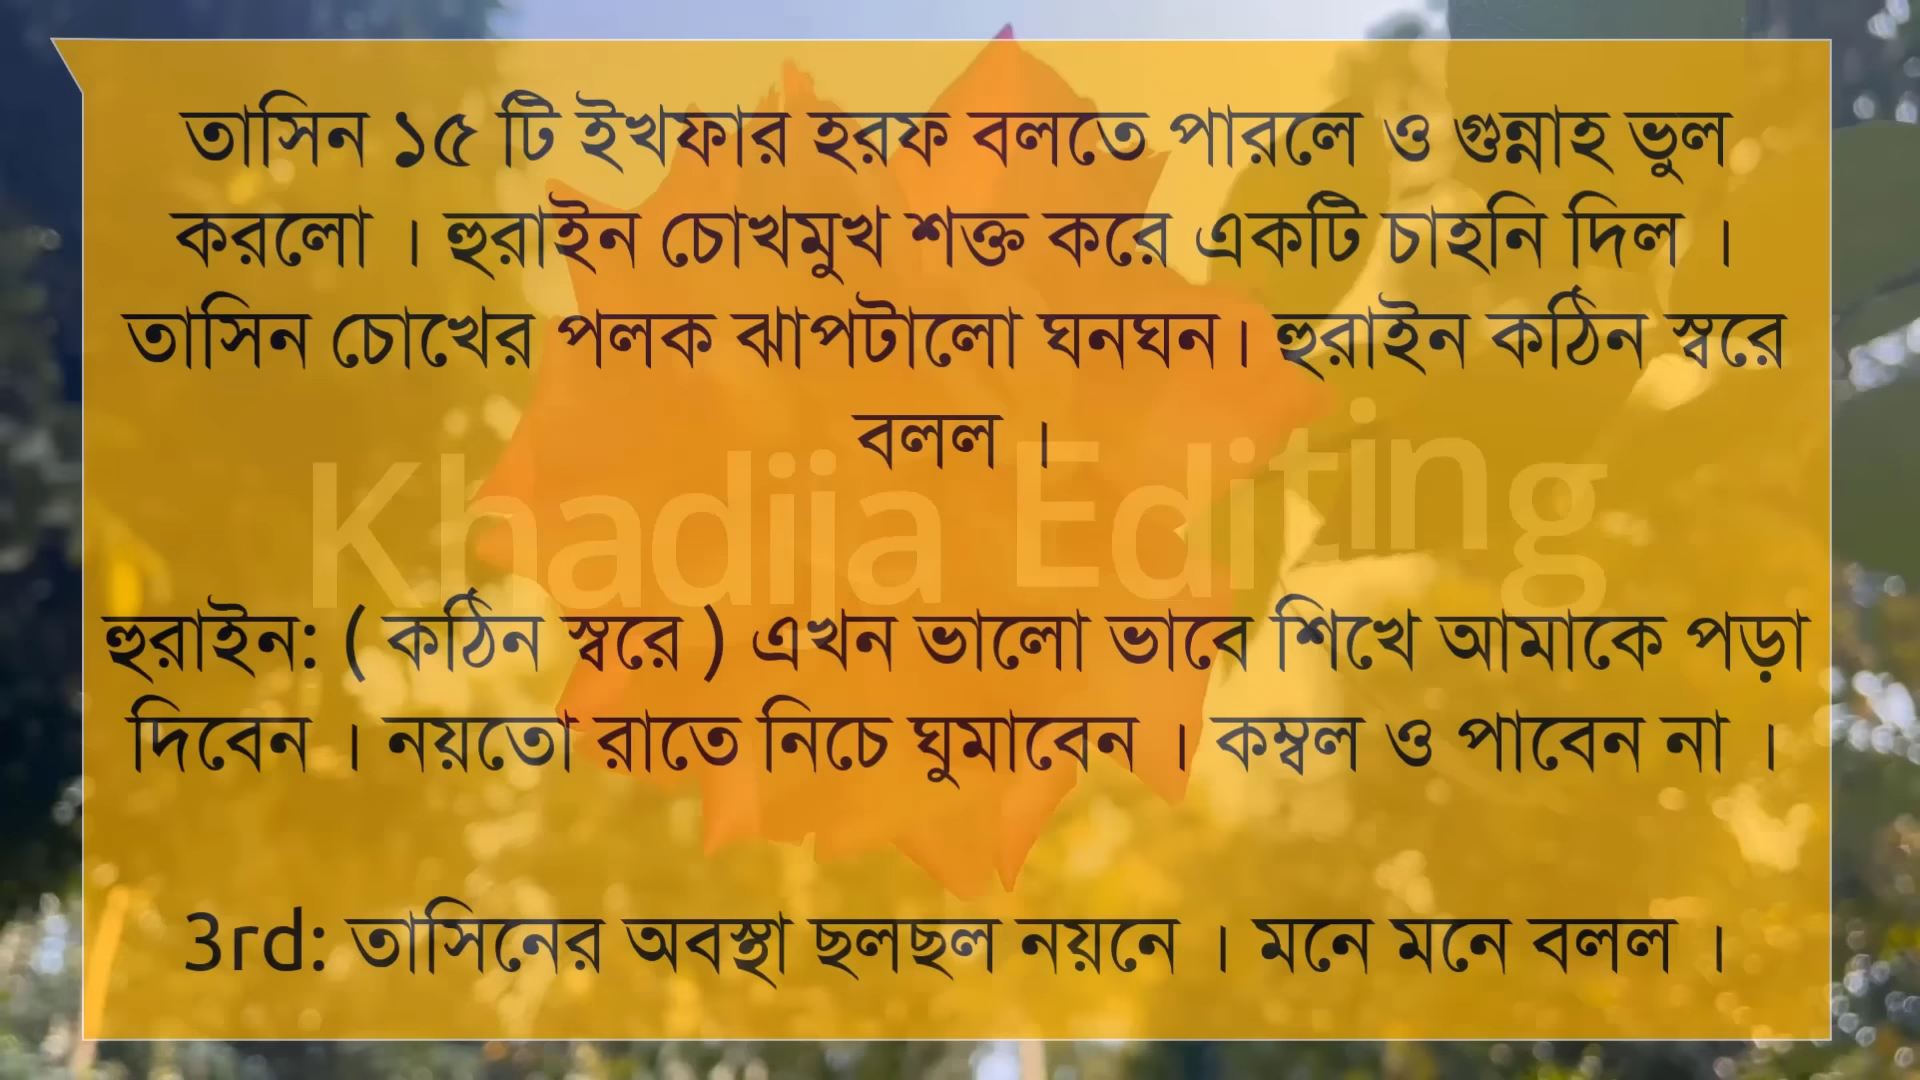 তাসিন ১৫ টি ইখফার হরফ বলতে পারলে ও গুন্নাহ ভুল
করলো । হুরাইন চোখমুখ শক্ত করে একটি চাহনি দিল ।
তাসিন চোখের পলক ঝাপটালো ঘনঘন। হুরাইন কঠিন স্বরে
বলল ।
Khadija Editing
হুরাইন: ( কঠিন স্বরে ) এখন ভালো ভাবে শিখে আমাকে পড়া
দিবেন । নয়তো রাতে নিচে ঘুমাবেন । কম্বল ও পাবেন না ।
3rd: তাসিনের অবস্থা ছলছল নয়নে । মনে মনে বলল ।